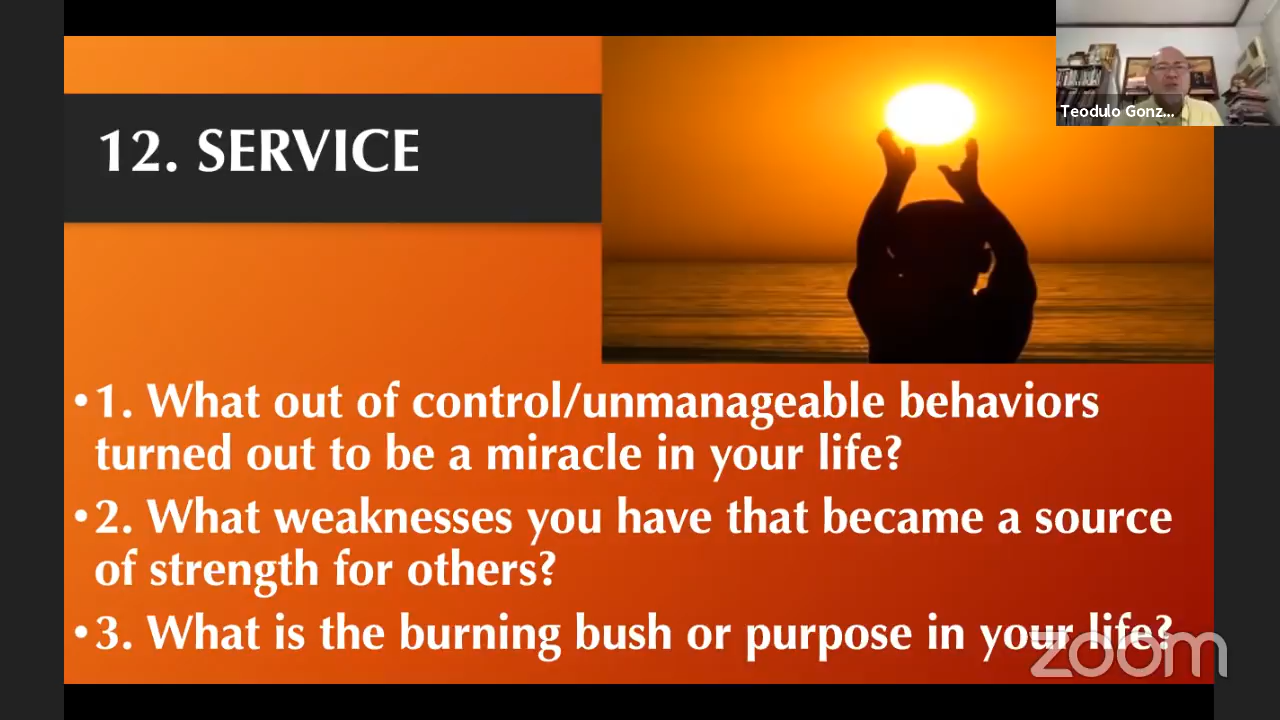 12. SERVICE
Teodulo Gonz...
•1. What out of control/unmanageable behaviors
turned out to be a miracle in your life?
•2. What weaknesses you have that became a source
of strength for others?
•3. What is the burning bush or purpose in your life?
zoom